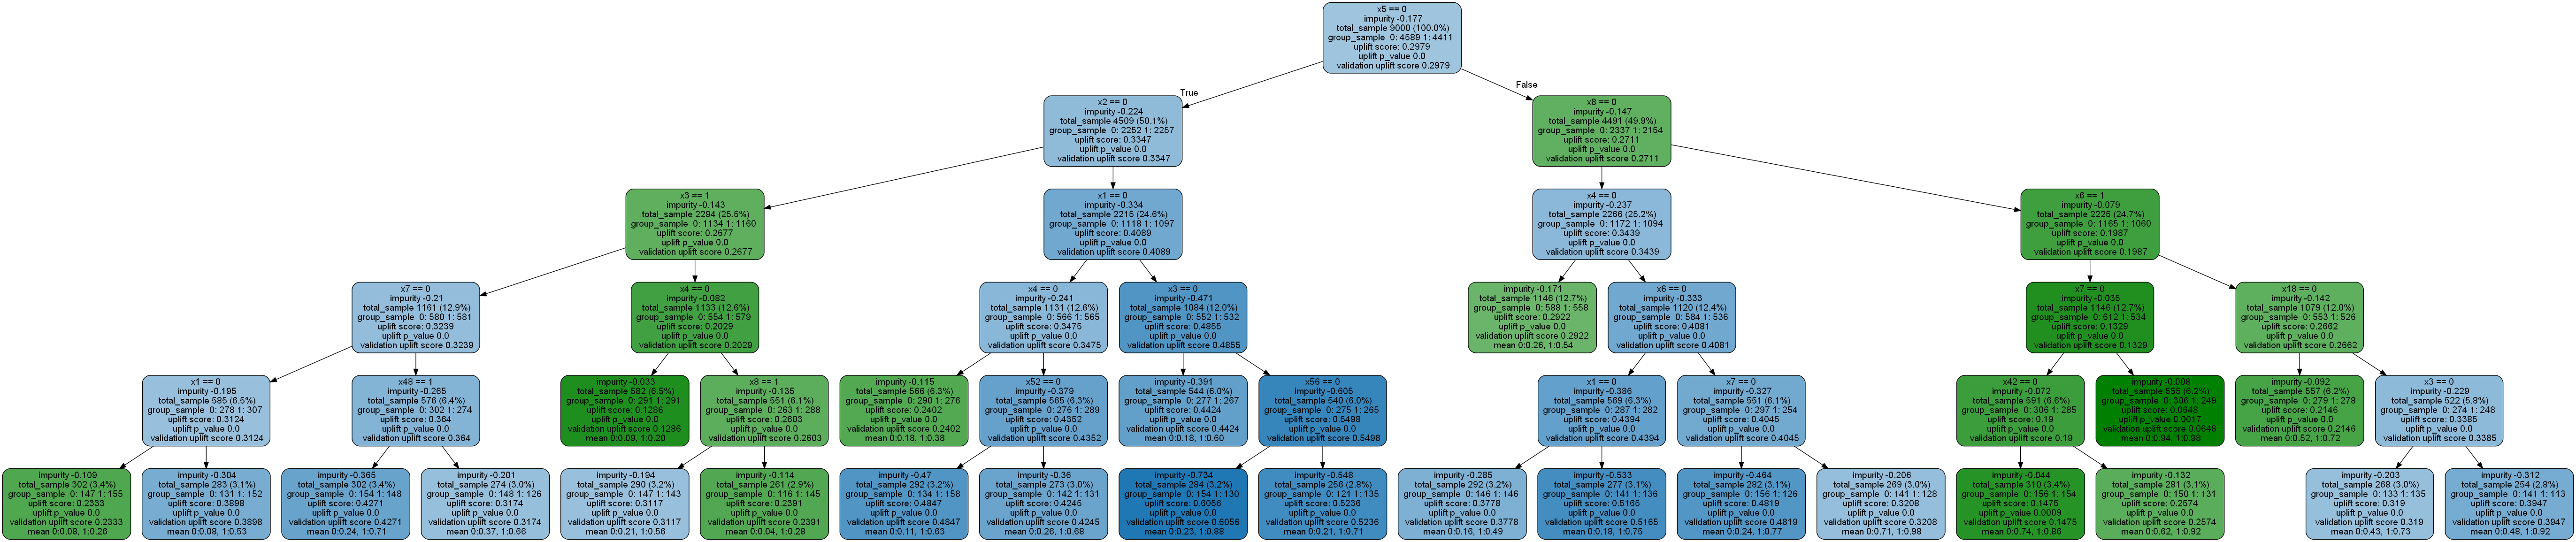 x5 == 0
impurity -0.177
total_sample 9000 (100.0%)
group_sample 0: 4589 1: 4411
uplift score: 0.2979
uplift p_value 0.0
validation uplift score 0.2979
True
False
x2 == 0
impurity -0.224
total_sample 4509 (50.1%)
group_sample 0: 2252 1: 2257
uplift score: 0.3347
uplift p_value 0.0
validation uplift score 0.3347
x8 == 0
impurity -0.147
total_sample 4491 (49.9%)
group_sample 0: 2337 1: 2154
uplift score: 0.2711
uplift p_value 0.0
validation uplift score 0.2711
x3 == 1
impurity -0.143
total_sample 2294 (25.5%)
group_sample 0: 1134 1: 1160
uplift score: 0.2677
uplift p_value 0.0
validation uplift score 0.2677
x1 == 0
impurity -0.334
total_sample 2215 (24.6%)
group_sample 0: 1118 1: 1097
uplift score: 0.4089
uplift p_value 0.0
validation uplift score 0.4089
x4 == 0
impurity -0.237
total_sample 2266 (25.2%)
group_sample 0: 1172 1: 1094
uplift score: 0.3439
uplift p_value 0.0
validation uplift score 0.3439
x6 == 1
impurity -0.079
total_sample 2225 (24.7%)
group_sample 0: 1165 1: 1060
uplift score: 0.1987
uplift p_value 0.0
validation uplift score 0.1987
x7 == 0
impurity -0.21
total_sample 1161 (12.9%)
group_sample 0: 580 1: 581
uplift score: 0.3239
uplift p_value 0.0
validation uplift score 0.3239
x4 == 0
impurity -0.082
total_sample 1133 (12.6%)
group_sample 0: 554 1: 579
uplift score: 0.2029
uplift p_value 0.0
validation uplift score 0.2029
x4 == 0
impurity -0.241
total_sample 1131 (12.6%)
group_sample 0: 566 1: 565
uplift score: 0.3475
uplift p_value 0.0
validation uplift score 0.3475
x3 == 0
impurity -0.471
total_sample 1084 (12.0%)
group_sample 0: 552 1: 532
uplift score: 0.4855
uplift p_value 0.0
validation uplift score 0.4855
impurity -0.171
total_sample 1146 (12.7%)
group_sample 0: 588 1: 558
uplift score: 0.2922
uplift p_value 0.0
validation uplift score 0.2922
mean 0:0.26, 1:0.54
x6 == 0
impurity -0.333
total_sample 1120 (12.4%)
group_sample 0: 584 1: 536
uplift score: 0.4081
uplift p_value 0.0
validation uplift score 0.4081
x7 == 0
impurity -0.035
total_sample 1146 (12.7%)
group_sample 0: 612 1: 534
uplift score: 0.1329
uplift p_value 0.0
validation uplift score 0.1329
x18 == 0
impurity -0.142
total_sample 1079 (12.0%)
group_sample 0: 553 1: 526
uplift score: 0.2662
uplift p_value 0.0
validation uplift score 0.2662
x1 == 0
impurity -0.195
total_sample 585 (6.5%)
group_sample 0: 278 1: 307
uplift score: 0.3124
uplift p_value 0.0
validation uplift score 0.3124
x48 == 1
impurity -0.265
total_sample 576 (6.4%)
group_sample 0: 302 1: 274
uplift score: 0.364
uplift p_value 0.0
validation uplift score 0.364
impurity -0.033
total_sample 582 (6.5%)
group_sample 0: 291 1: 291
uplift score: 0.1286
uplift p_value 0.0
validation uplift score 0.1286
mean 0:0.09, 1:0.20
x8 == 1
impurity -0.135
total_sample 551 (6.1%)
group_sample 0: 263 1: 288
uplift score: 0.2603
uplift p_value 0.0
validation uplift score 0.2603
impurity -0.115
total_sample 566 (6.3%)
group_sample 0: 290 1: 276
uplift score: 0.2402
uplift p_value 0.0
validation uplift score 0.2402
mean 0:0.18, 1:0.38
x52 == 0
impurity -0.379
total_sample 565 (6.3%)
group_sample 0: 276 1: 289
uplift score: 0.4352
uplift p_value 0.0
validation uplift score 0.4352
impurity -0.391
total_sample 544 (6.0%)
group_sample 0: 277 1: 267
uplift score: 0.4424
uplift p_value 0.0
validation uplift score 0.4424
mean 0:0.18, 1:0.60
x56 == 0
impurity -0.605
total_sample 540 (6.0%)
group_sample 0: 275 1: 265
uplift score: 0.5498
uplift p_value 0.0
validation uplift score 0.5498
x1 == 0
impurity -0.386
total_sample 569 (6.3%)
group_sample 0: 287 1: 282
uplift score: 0.4394
uplift p_value 0.0
validation uplift score 0.4394
x7 == 0
impurity -0.327
total_sample 551 (6.1%)
group_sample 0: 297 1: 254
uplift score: 0.4045
uplift p_value 0.0
validation uplift score 0.4045
x42 == 0
impurity -0.072
total_sample 591 (6.6%)
group_sample 0: 306 1: 285
uplift score: 0.19
uplift p_value 0.0
validation uplift score 0.19
impurity -0.008
total_sample 555 (6.2%)
group_sample 0: 306 1: 249
uplift score: 0.0648
uplift p_value 0.0017
validation uplift score 0.0648
mean 0:0.94, 1:0.98
impurity -0.092
total_sample 557 (6.2%)
group_sample 0: 279 1: 278
uplift score: 0.2146
uplift p_value 0.0
validation uplift score 0.2146
mean 0:0.52, 1:0.72
x3 == 0
impurity -0.229
total_sample 522 (5.8%)
group_sample 0: 274 1: 248
uplift score: 0.3385
uplift p_value 0.0
validation uplift score 0.3385
impurity -0.109
total_sample 302 (3.4%)
group_sample 0: 147 1: 155
uplift score: 0.2333
uplift p_value 0.0
validation uplift score 0.2333
mean 0:0.08, 1:0.26
impurity -0.304
total_sample 283 (3.1%)
group_sample 0: 131 1: 152
uplift score: 0.3898
uplift p_value 0.0
validation uplift score 0.3898
mean 0:0.08, 1:0.53
impurity -0.365
total_sample 302 (3.4%)
group_sample 0: 154 1: 148
uplift score: 0.4271
uplift p_value 0.0
validation uplift score 0.4271
mean 0:0.24, 1:0.71
impurity -0.201
total_sample 274 (3.0%)
group_sample 0: 148 1: 126
uplift score: 0.3174
uplift p_value 0.0
validation uplift score 0.3174
mean 0:0.37, 1:0.66
impurity -0.194
total_sample 290 (3.2%)
group_sample 0: 147 1: 143
uplift score: 0.3117
uplift p_value 0.0
validation uplift score 0.3117
mean 0:0.21, 1:0.56
impurity -0.114
total_sample 261 (2.9%)
group_sample 0: 116 1: 145
uplift score: 0.2391
uplift p_value 0.0
validation uplift score 0.2391
mean 0:0.04, 1:0.28
impurity -0.47
total_sample 292 (3.2%)
group_sample 0: 134 1: 158
uplift score: 0.4847
uplift p_value 0.0
validation uplift score 0.4847
mean 0:0.11, 1:0.63
impurity -0.36
total_sample 273 (3.0%)
group_sample 0: 142 1: 131
uplift score: 0.4245
uplift p_value 0.0
validation uplift score 0.4245
mean 0:0.26, 1:0.68
impurity -0.734
total_sample 284 (3.2%)
group_sample 0: 154 1: 130
uplift score: 0.6056
uplift p_value 0.0
validation uplift score 0.6056
mean 0:0.23, 1:0.88
impurity -0.548
total_sample 256 (2.8%)
group_sample 0: 121 1: 135
uplift score: 0.5236
uplift p_value 0.0
validation uplift score 0.5236
mean 0:0.21, 1:0.71
impurity -0.285
total_sample 292 (3.2%)
group_sample 0: 146 1: 146
uplift score: 0.3778
uplift p_value 0.0
validation uplift score 0.3778
mean 0:0.16, 1:0.49
impurity -0.533
total_sample 277 (3.1%)
group_sample 0: 141 1: 136
uplift score: 0.5165
uplift p_value 0.0
validation uplift score 0.5165
mean 0:0.18, 1:0.75
impurity -0.464
total_sample 282 (3.1%)
group_sample 0: 156 1: 126
uplift score: 0.4819
uplift p_value 0.0
validation uplift score 0.4819
mean 0:0.24, 1:0.77
impurity -0.206
total_sample 269 (3.0%)
group_sample 0: 141 1: 128
uplift score: 0.3208
uplift p_value 0.0
validation uplift score 0.3208
mean 0:0.71, 1:0.98
impurity -0.044
total_sample 310 (3.4%)
group_sample 0: 156 1: 154
uplift score: 0.1475
uplift p_value 0.0009
validation uplift score 0.1475
mean 0:0.74, 1:0.86
impurity -0.132
total_sample 281 (3.1%)
group_sample 0: 150 1: 131
uplift score: 0.2574
uplift p_value 0.0
validation uplift score 0.2574
mean 0:0.62, 1:0.92
impurity -0.203
total_sample 268 (3.0%)
group_sample 0: 133 1: 135
uplift score: 0.319
uplift p_value 0.0
validation uplift score 0.319
mean 0:0.43, 1:0.73
impurity -0.312
total_sample 254 (2.8%)
group_sample 0: 141 1: 113
uplift score: 0.3947
uplift p_value 0.0
validation uplift score 0.3947
mean 0:0.48, 1:0.92